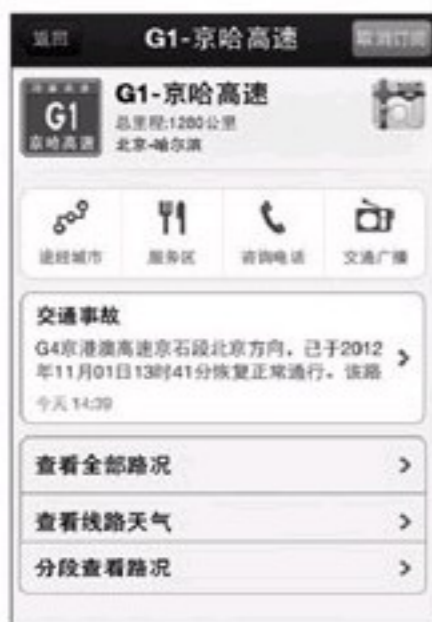 返回
G1-京哈高速
取消订阅
G1
京哈高速
G1-京哈高速
总里程:1280公里
北京-哈尔滨
途经城市
服务区
咨询电话
交通广播
交通事故
G4京港澳高速京石段北京方向，已于2012
年11月01日13时41分恢复正常通行。该路
今天 14:39
查看全部路况
查看线路天气
分段查看路况